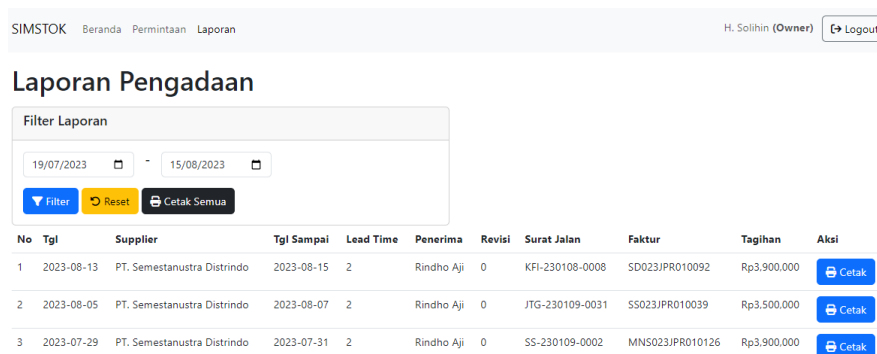 SIMSTOK Beranda Permintaan Laporan H. Solihin (Owner) Logout
Laporan Pengadaan
Filter Laporan
19/07/2023 - 15/08/2023
Filter Reset Cetak Semua
No Tgl Supplier Tgl Sampai Lead Time Penerima Revisi Surat Jalan Faktur Tagihan Aksi
1 2023-08-13 PT. Semestanustra Distrindo 2023-08-15 2 Rindho Aji 0 KFI-230108-0008 SD023JPR010092 Rp3,900,000 Cetak
2 2023-08-05 PT. Semestanustra Distrindo 2023-08-07 2 Rindho Aji 0 JTG-230109-0031 SS023JPR010039 Rp3,500,000 Cetak
3 2023-07-29 PT. Semestanustra Distrindo 2023-07-31 2 Rindho Aji 0 SS-230109-0002 MNS023JPR010126 Rp3,900,000 Cetak